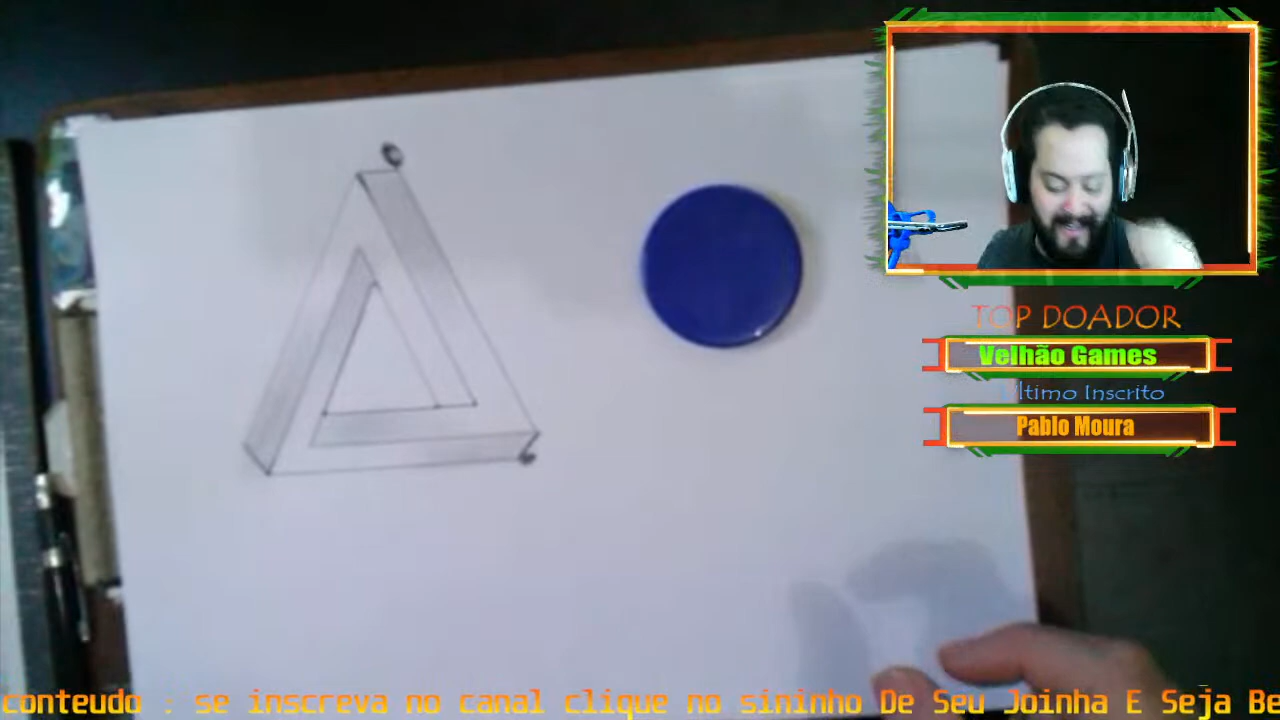 TOP DOADOR
Velhão Games
Último Inscrito
Pablo Moura
conteudo : se inscreva no canal clique no sininho De Seu Joinha E Seja Be